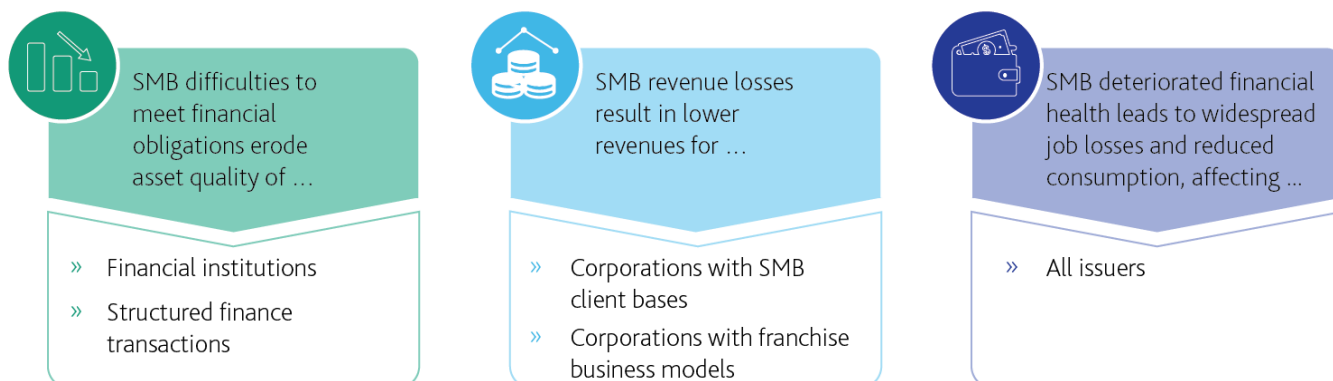 SMB difficulties to
meet financial
obligations erode
asset quality of ...
» Financial institutions
» Structured finance
transactions
SMB revenue losses
result in lower
revenues for ...
» Corporations with SMB
client bases
» Corporations with franchise
business models
SMB deteriorated financial
health leads to widespread
job losses and reduced
consumption, affecting ...
» All issuers